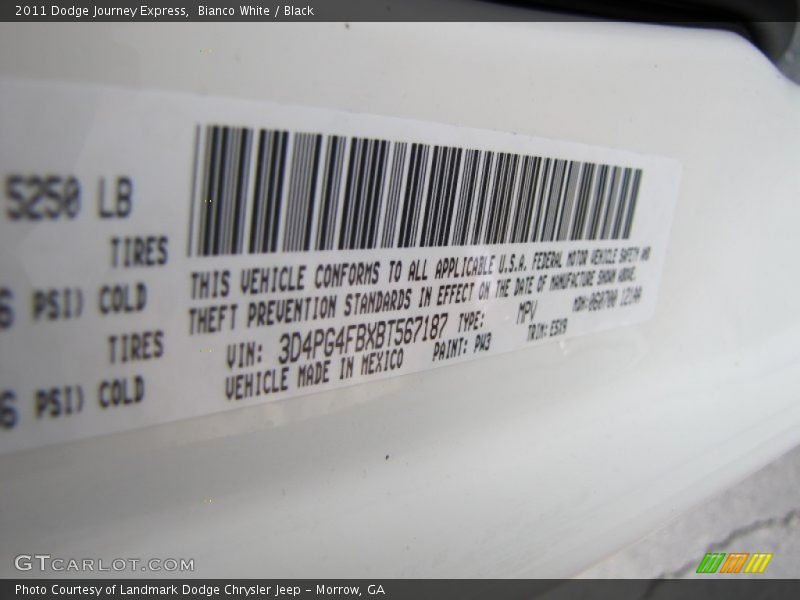 2011 Dodge Journey Express, Bianco White / Black
5250 LB
TIRES
THIS VEHICLE CONFORMS TO ALL APPLICABLE U.S.A. FEDERAL MOTOR VEHICLE SAFETY AND
PSI) COLD
THEFT PREVENTION STANDARDS IN EFFECT ON THE DATE OF MANUFACTURE SHOWN ABOVE.
TIRES
VIN: 3D4PG4FBXBT567187 TYPE: MPV
VEHICLE MADE IN MEXICO PAINT: PW3 TRIM:
PSI) COLD
GTCARLOT.COM
Photo Courtesy of Landmark Dodge Chrysler Jeep - Morrow, GA